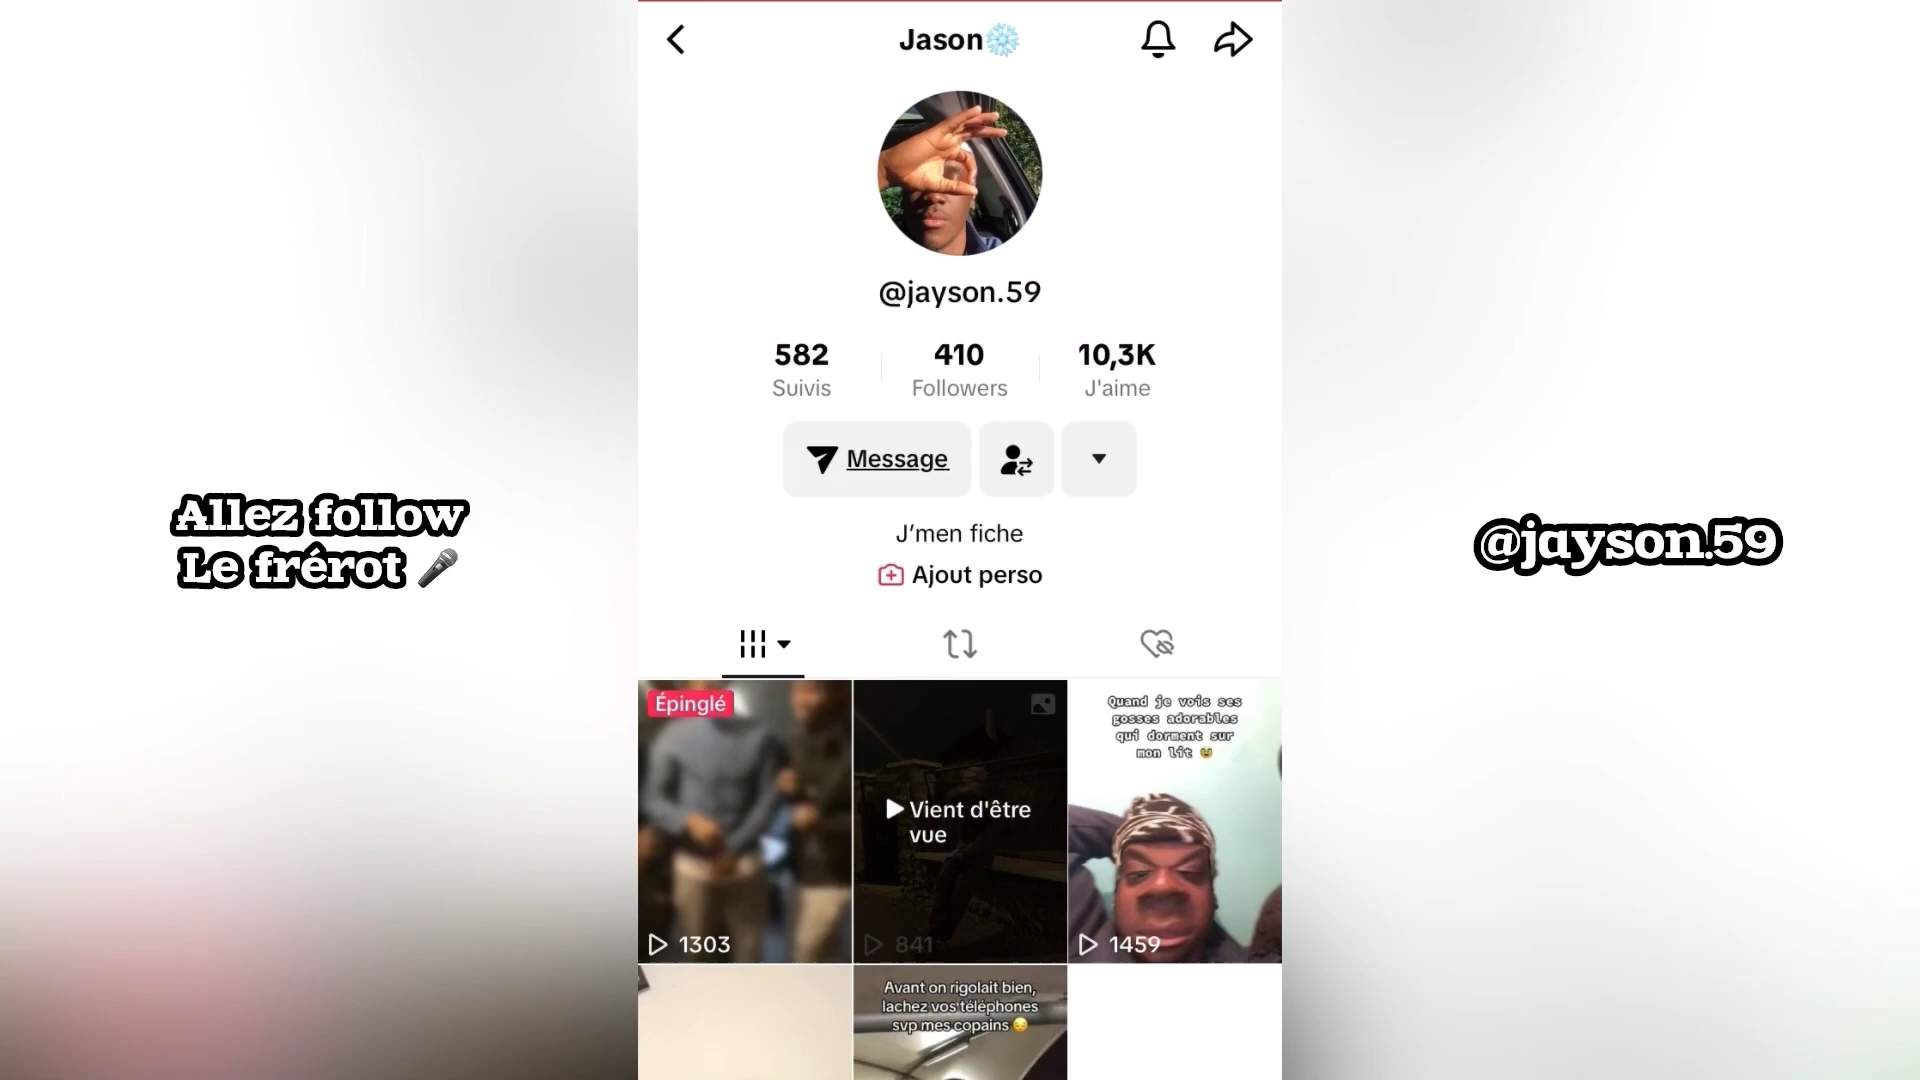 Jason❄️
@jayson.59
582
Suivis
410
Followers
10,3K
J'aime
Message
J’men fiche
Ajout perso
Allez follow
Le frérot 🎤
@jayson.59
Épinglé
1303
Vient d'être
vue
841
Quand je vois ses
gosses adorables
qui dorment sur
mon lit 😆
1459
Avant on rigolait bien,
lachez vos téléphones
svp mes copains 😔